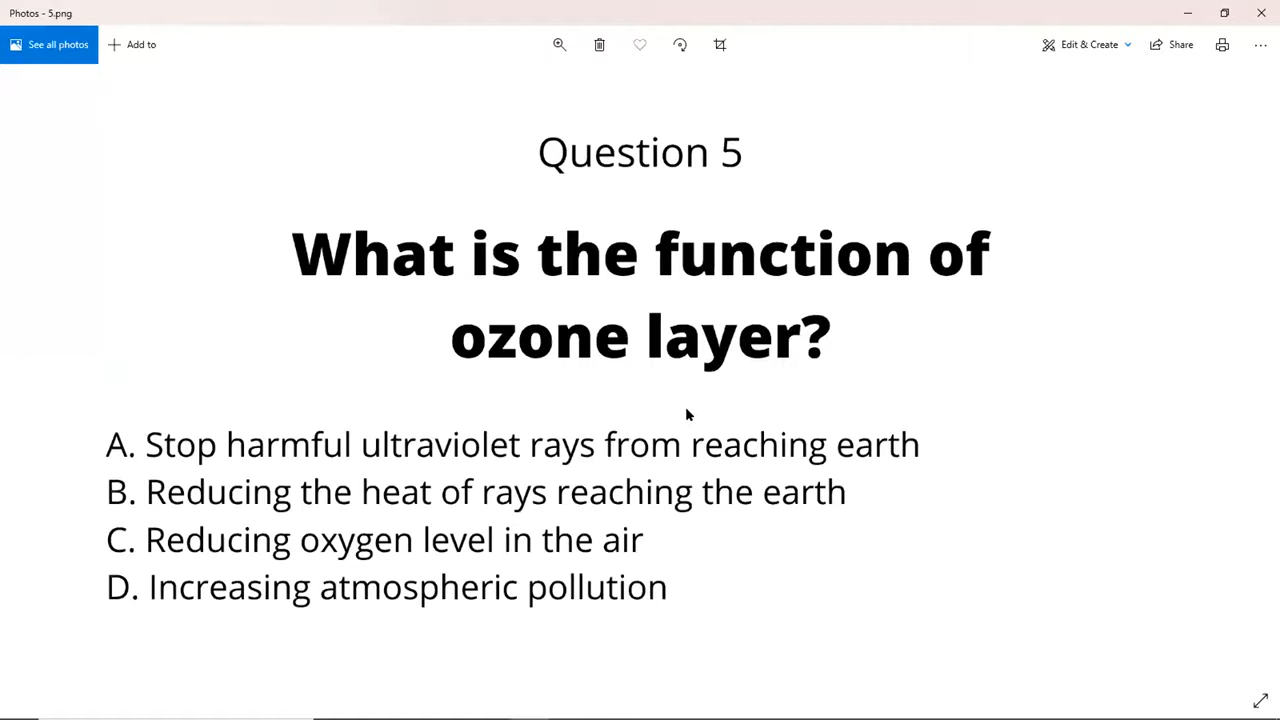 Photos - 5.png
See all photos
Add to
Edit & Create
Share
Question 5
What is the function of
ozone layer?
A. Stop harmful ultraviolet rays from reaching earth
B. Reducing the heat of rays reaching the earth
C. Reducing oxygen level in the air
D. Increasing atmospheric pollution